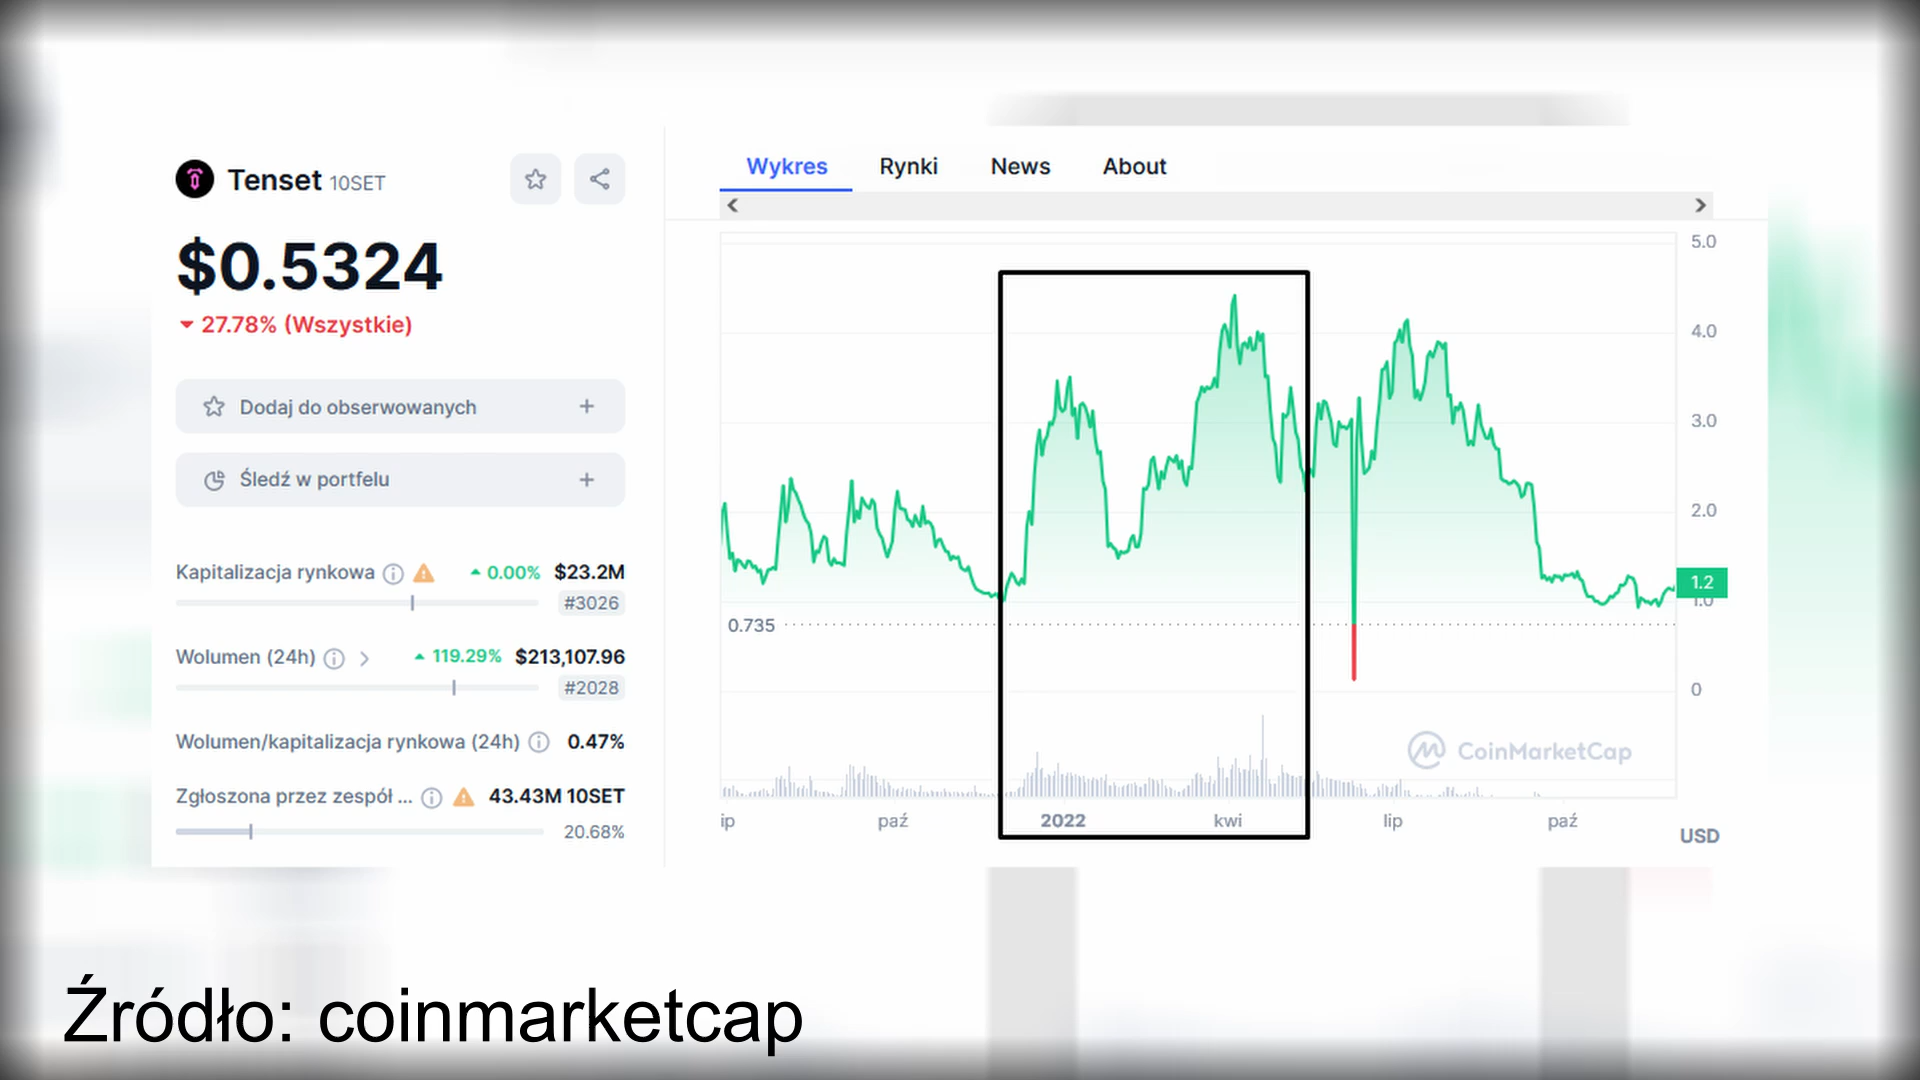 Tenset 10SET
$0.5324
27.78% (Wszystkie)
Dodaj do obserwowanych +
Śledź w portfelu +
Kapitalizacja rynkowa 0.00% $23.2M
#3026
Wolumen (24h) 119.29% $213,107.96
#2028
Wolumen/kapitalizacja rynkowa (24h) 0.47%
Zgłoszona przez zespół ... 43.43M 10SET
20.68%
Wykres Rynki News About
5.0
4.0
3.0
2.0
1.2
1.0
0.735
0
CoinMarketCap
ip paź 2022 kwi lip paź
USD
Źródło: coinmarketcap